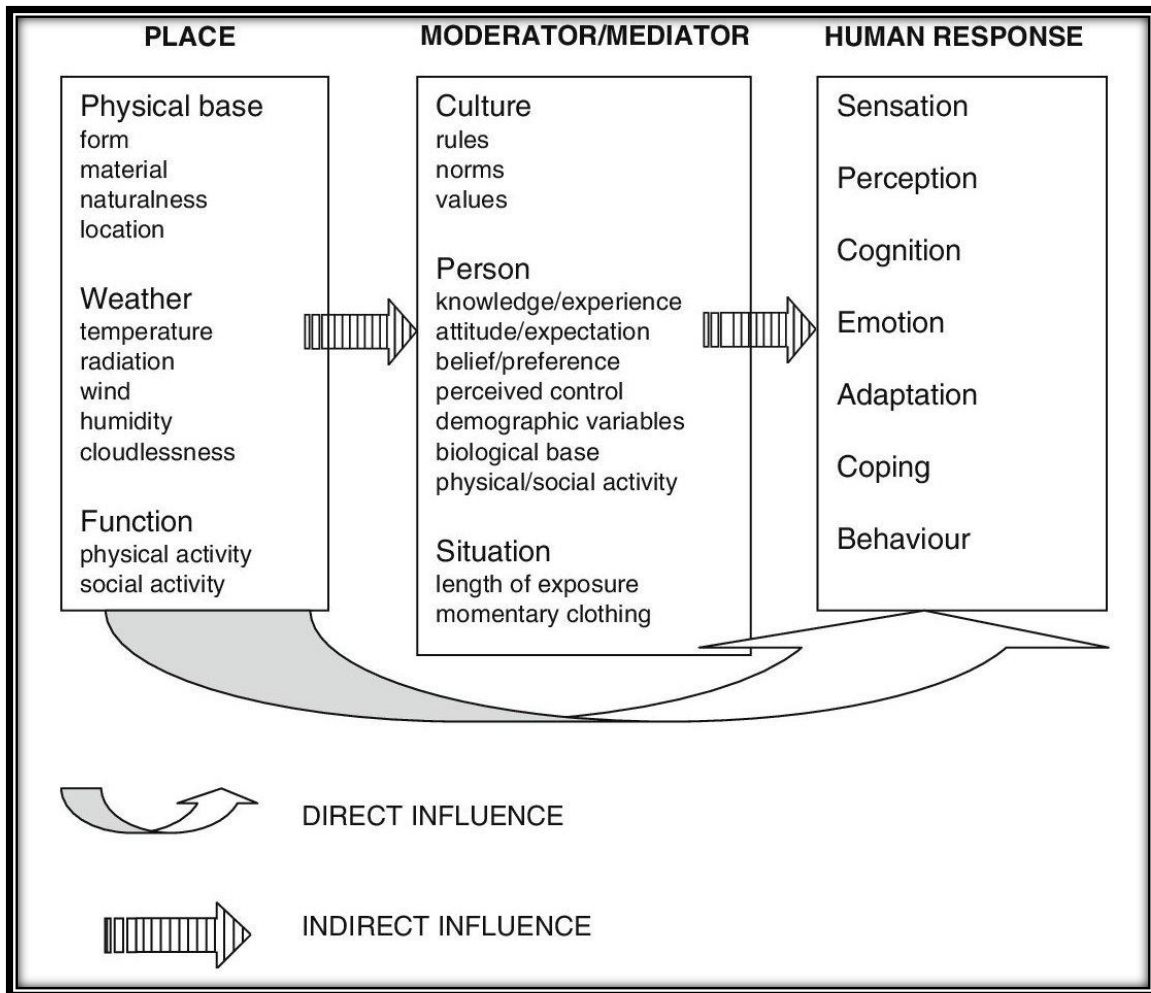 PLACE
Physical base
form
material
naturalness
location
Weather
temperature
radiation
wind
humidity
cloudlessness
Function
physical activity
social activity
MODERATOR/MEDIATOR
Culture
rules
norms
values
Person
knowledge/experience
attitude/expectation
belief/preference
perceived control
demographic variables
biological base
physical/social activity
Situation
length of exposure
momentary clothing
HUMAN RESPONSE
Sensation
Perception
Cognition
Emotion
Adaptation
Coping
Behaviour
DIRECT INFLUENCE
INDIRECT INFLUENCE